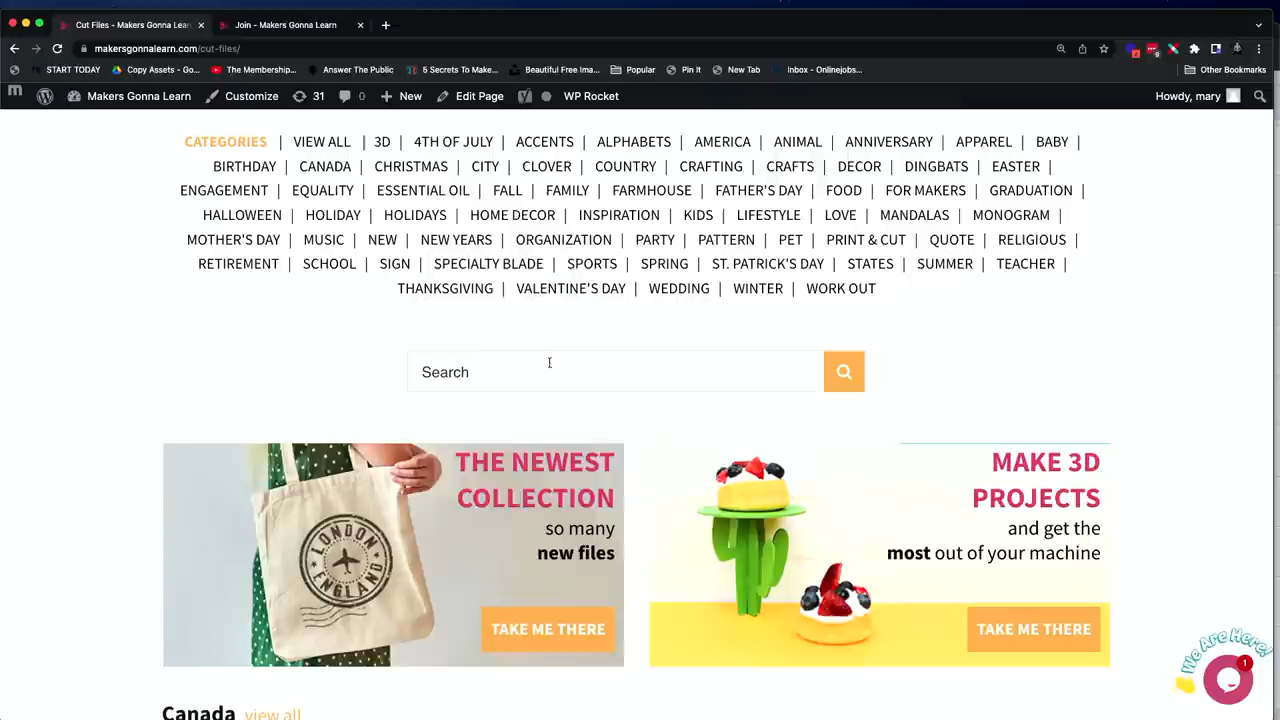 Cut Files - Makers Gonna Lear
Join - Makers Gonna Learn
makersgonnalearn.com/cut-files/
START TODAY
Copy Assets - Go...
The Membership...
Answer The Public
5 Secrets To Make...
Beautiful Free Ima...
Popular
Pin It
New Tab
Inbox - Onlinejobs...
Other Bookmarks
Makers Gonna Learn
Customize
31
0
New
Edit Page
WP Rocket
Howdy, mary
CATEGORIES | VIEW ALL | 3D | 4TH OF JULY | ACCENTS | ALPHABETS | AMERICA | ANIMAL | ANNIVERSARY | APPAREL | BABY |
BIRTHDAY | CANADA | CHRISTMAS | CITY | CLOVER | COUNTRY | CRAFTING | CRAFTS | DECOR | DINGBATS | EASTER |
ENGAGEMENT | EQUALITY | ESSENTIAL OIL | FALL | FAMILY | FARMHOUSE | FATHER'S DAY | FOOD | FOR MAKERS | GRADUATION |
HALLOWEEN | HOLIDAY | HOLIDAYS | HOME DECOR | INSPIRATION | KIDS | LIFESTYLE | LOVE | MANDALAS | MONOGRAM |
MOTHER'S DAY | MUSIC | NEW | NEW YEARS | ORGANIZATION | PARTY | PATTERN | PET | PRINT & CUT | QUOTE | RELIGIOUS |
RETIREMENT | SCHOOL | SIGN | SPECIALTY BLADE | SPORTS | SPRING | ST. PATRICK'S DAY | STATES | SUMMER | TEACHER |
THANKSGIVING | VALENTINE'S DAY | WEDDING | WINTER | WORK OUT
Search
THE NEWEST
COLLECTION
so many
new files
TAKE ME THERE
LONDON
ENGLAND
MAKE 3D
PROJECTS
and get the
most out of your machine
TAKE ME THERE
We Are Here!
1
Canada view all